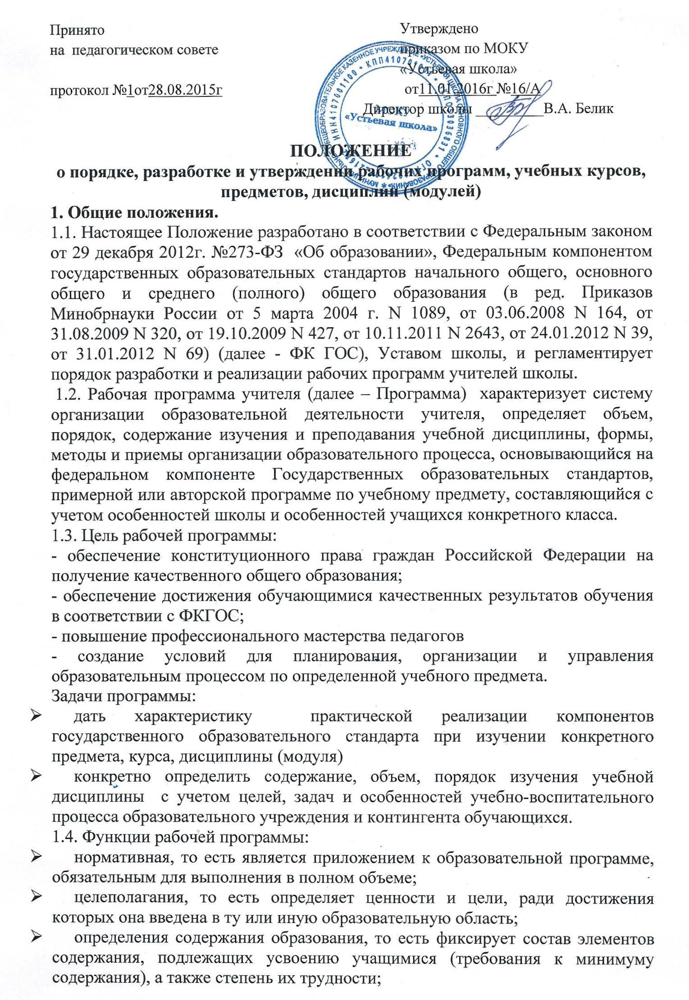 Принято
на педагогическом совете
протокол №1от28.08.2015г
Утверждено
приказом по МОКУ
«Устьевая школа»
от11.01.2016г №16/А
Директор школы _________В.А. Белик
МОКУ
«Устьевая школа»
ПОЛОЖЕНИЕ
о порядке, разработке и утверждении рабочих программ, учебных курсов,
предметов, дисциплин (модулей)
1. Общие положения.
1.1. Настоящее Положение разработано в соответствии с Федеральным законом
от 29 декабря 2012г. №273-ФЗ «Об образовании», Федеральным компонентом
государственных образовательных стандартов начального общего, основного
общего и среднего (полного) общего образования (в ред. Приказов
Минобрнауки России от 5 марта 2004 г. N 1089, от 03.06.2008 N 164, от
31.08.2009 N 320, от 19.10.2009 N 427, от 10.11.2011 N 2643, от 24.01.2012 N 39,
от 31.01.2012 N 69) (далее - ФК ГОС), Уставом школы, и регламентирует
порядок разработки и реализации рабочих программ учителей школы.
1.2. Рабочая программа учителя (далее – Программа) характеризует систему
организации образовательной деятельности учителя, определяет объем,
порядок, содержание изучения и преподавания учебной дисциплины, формы,
методы и приемы организации образовательного процесса, основывающийся на
федеральном компоненте Государственных образовательных стандартов,
примерной или авторской программе по учебному предмету, составляющийся с
учетом особенностей школы и особенностей учащихся конкретного класса.
1.3. Цель рабочей программы:
- обеспечение конституционного права граждан Российской Федерации на
получение качественного общего образования;
- обеспечение достижения обучающимися качественных результатов обучения
в соответствии с ФКГОС;
- повышение профессионального мастерства педагогов
- создание условий для планирования, организации и управления
образовательным процессом по определенной учебного предмета.
Задачи программы:
➢ дать характеристику практической реализации компонентов
государственного образовательного стандарта при изучении конкретного
предмета, курса, дисциплины (модуля)
➢ конкретно определить содержание, объем, порядок изучения учебной
дисциплины с учетом целей, задач и особенностей учебно-воспитательного
процесса образовательного учреждения и контингента обучающихся.
1.4. Функции рабочей программы:
➢ нормативная, то есть является приложением к образовательной программе,
обязательным для выполнения в полном объеме;
➢ целеполагания, то есть определяет ценности и цели, ради достижения
которых она введена в ту или иную образовательную область;
➢ определения содержания образования, то есть фиксирует состав элементов
содержания, подлежащих усвоению учащимися (требования к минимуму
содержания), а также степень их трудности;